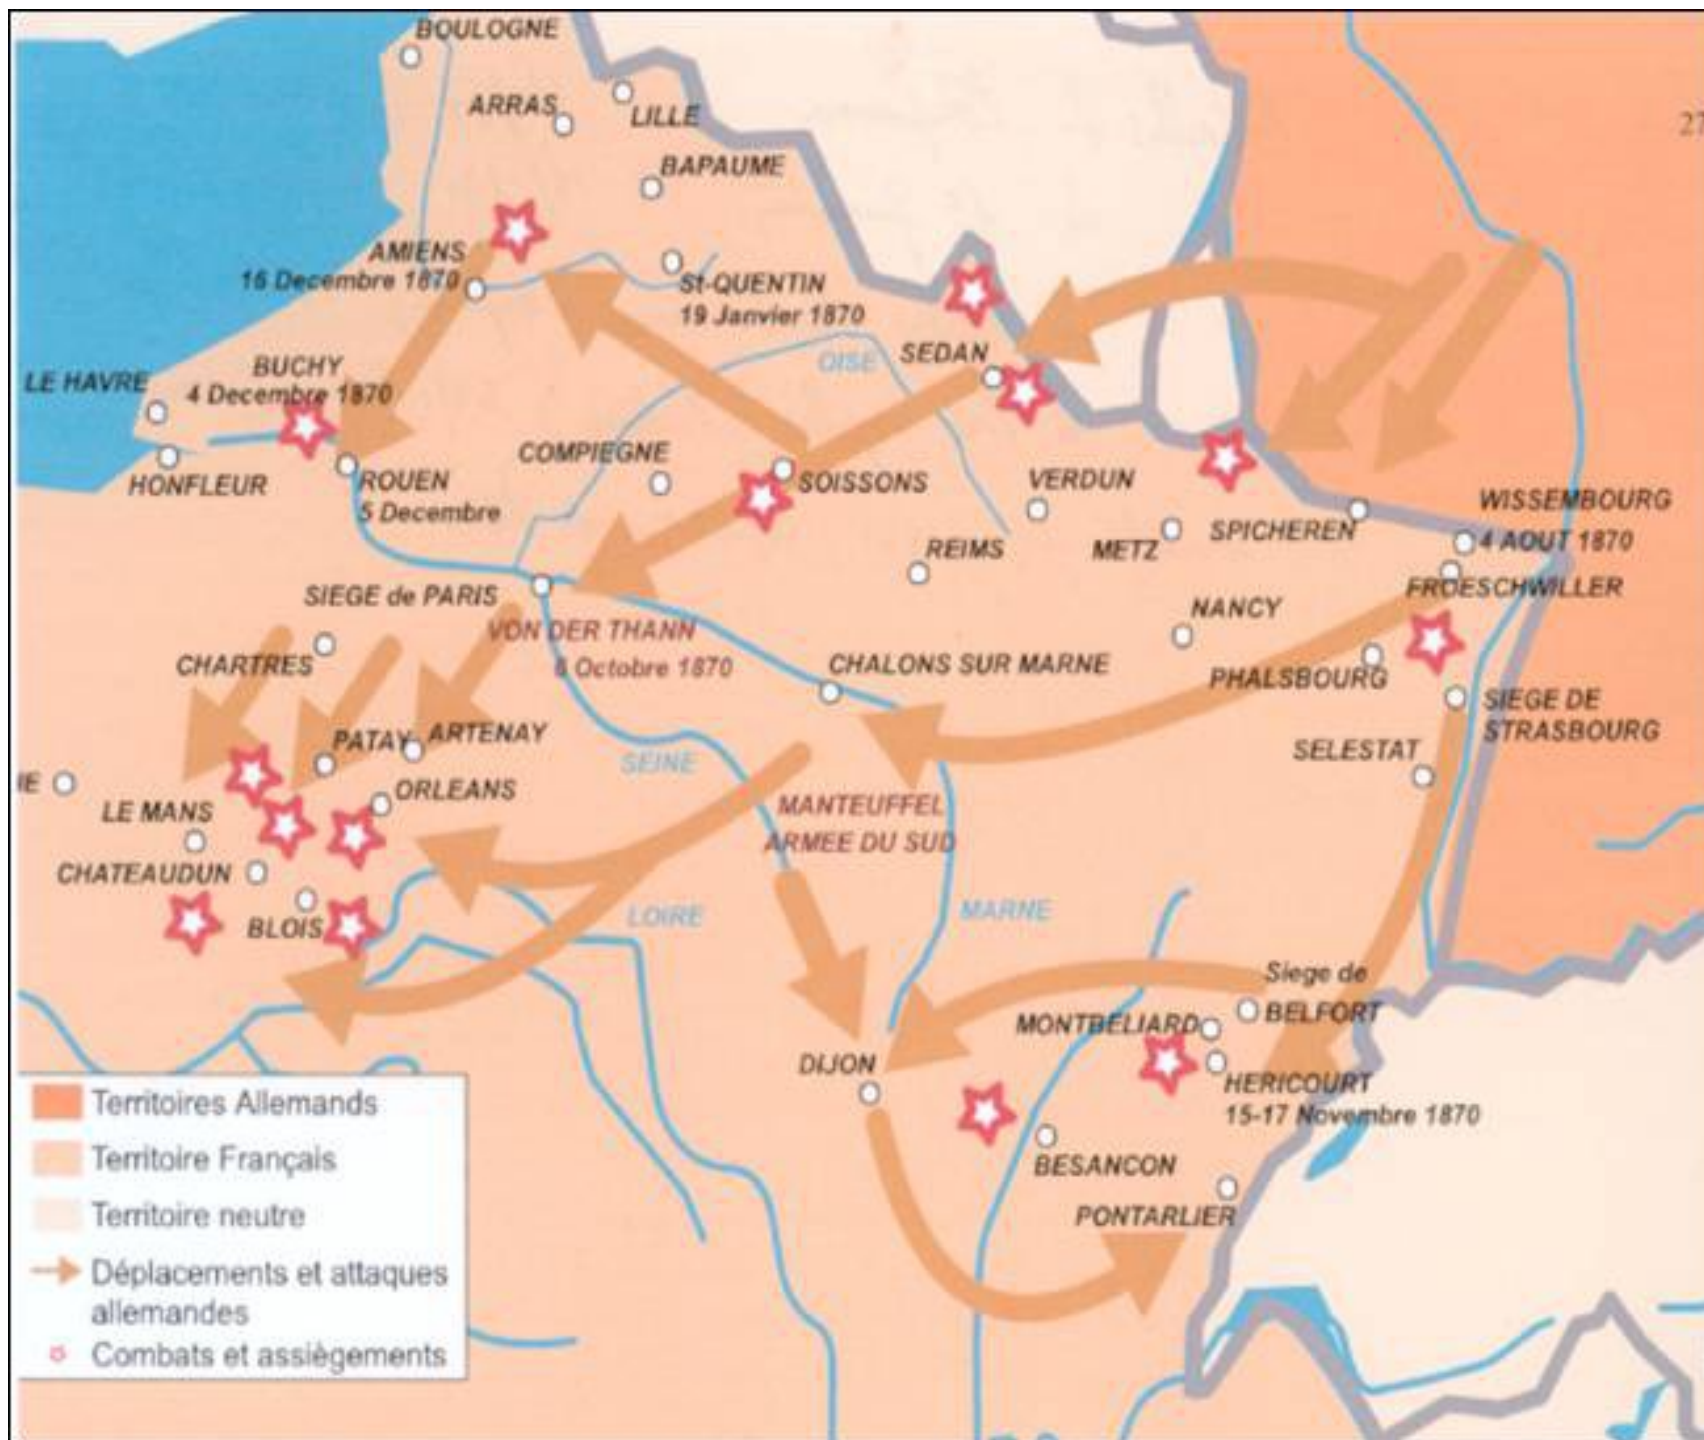 BOULOGNE
ARRAS
LILLE
27
BAPAUME
AMIENS
16 Decembre 1870
St-QUENTIN
19 Janvier 1870
OISE
SEDAN
BUCHY
4 Decembre 1870
LE HAVRE
HONFLEUR
ROUEN
5 Decembre
COMPIEGNE
SOISSONS
VERDUN
REIMS
METZ
SPICHEREN
WISSEMBOURG
4 AOUT 1870
FROESCHWILLER
SIEGE de PARIS
VON DER THANN
6 Octobre 1870
NANCY
CHARTRES
CHALONS SUR MARNE
PHALSBOURG
SIEGE DE
STRASBOURG
PATAY
ARTENAY
SEINE
SELESTAT
IE
ORLEANS
LE MANS
MANTEUFFEL
ARMEE DU SUD
CHATEAUDUN
BLOIS
LOIRE
MARNE
Siege de
BELFORT
MONTBELIARD
DIJON
HERICOURT
15-17 Novembre 1870
BESANCON
PONTARLIER
Territoires Allemands
Territoire Français
Territoire neutre
Déplacements et attaques
allemandes
Combats et assiègements